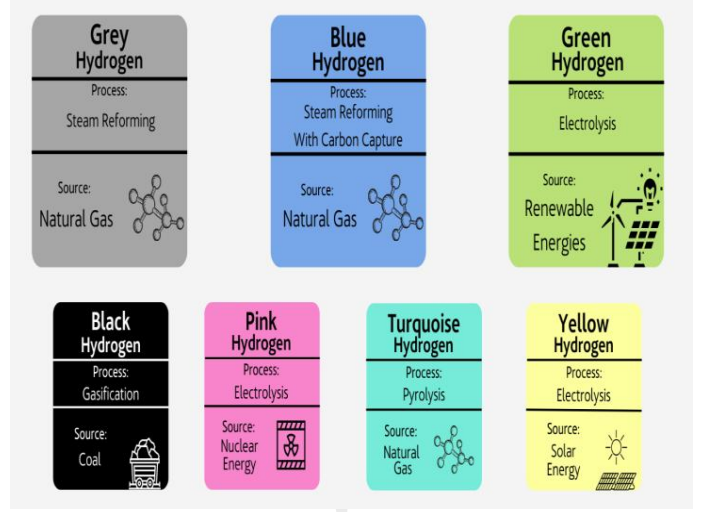 Grey
Hydrogen
Process:
Steam Reforming
Source:
Natural Gas
Blue
Hydrogen
Process:
Steam Reforming
With Carbon Capture
Source:
Natural Gas
Green
Hydrogen
Process:
Electrolysis
Source:
Renewable
Energies
Black
Hydrogen
Process:
Gasification
Source:
Coal
Pink
Hydrogen
Process:
Electrolysis
Source:
Nuclear
Energy
Turquoise
Hydrogen
Process:
Pyrolysis
Source:
Natural
Gas
Yellow
Hydrogen
Process:
Electrolysis
Source:
Solar
Energy